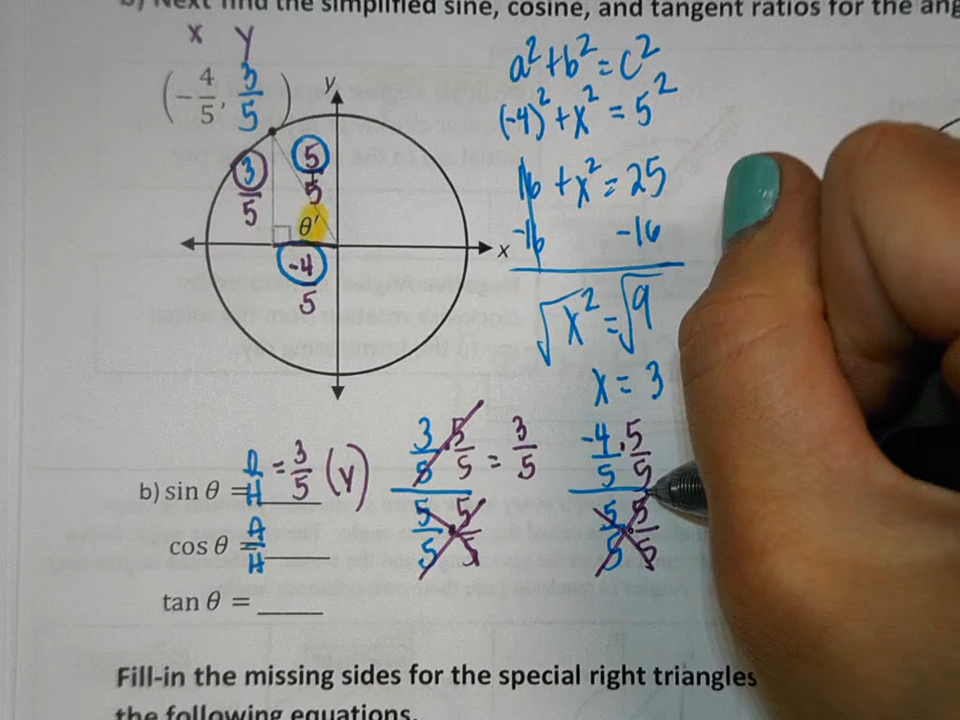 b) Next find the simplified sine, cosine, and tangent ratios for the ang
x y
(-4/5, 3/5)
y
3/5
5/5
θ'
x
-4/5
a² + b² = c²
(-4)² + x² = 5²
16 + x² = 25
-16 -16
√x² = √9
x = 3
b) sin θ = O/H = 3/5 (y)
3/5 · 5/5 = 3/5
5/5 · 5/5
-4/5 · 5/5
5/5 · 5/5
cos θ = A/H ____
tan θ = ____
Fill-in the missing sides for the special right triangles
the following equations.